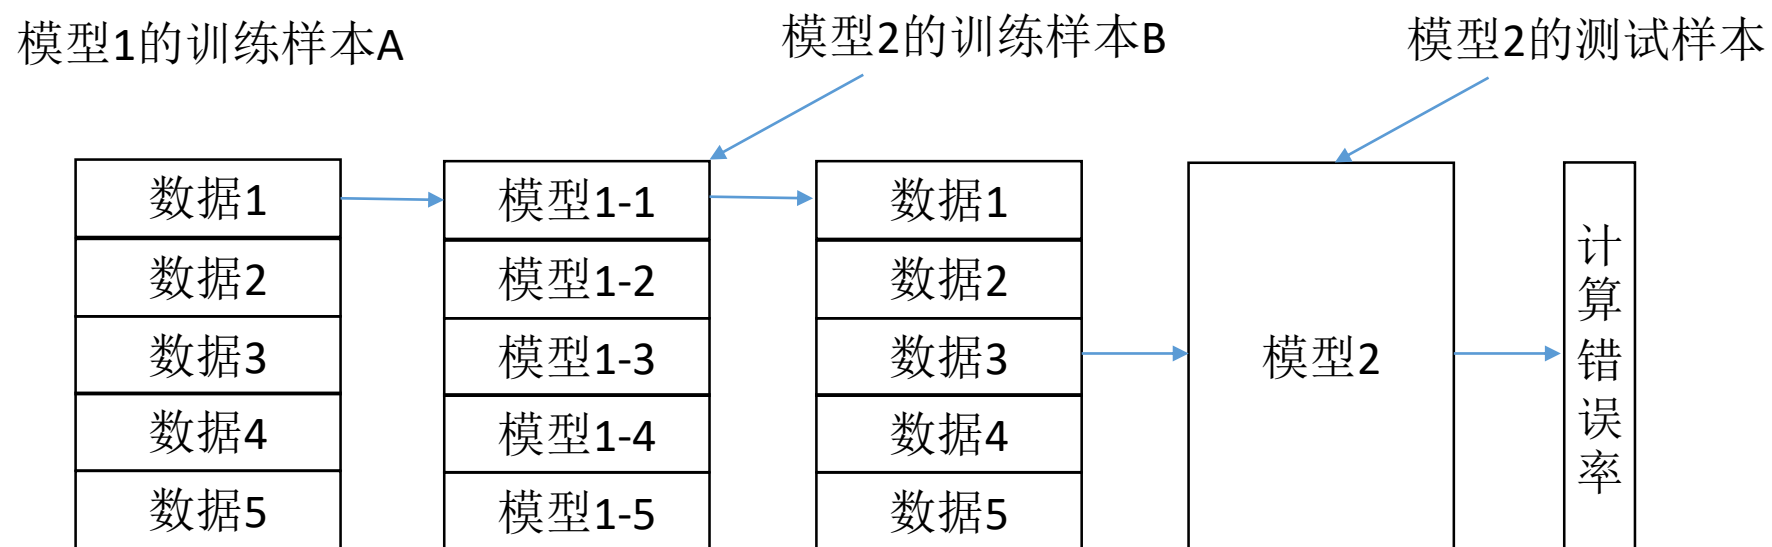 模型1的训练样本A
模型2的训练样本B
模型2的测试样本
数据1
模型1-1
数据1
数据2
模型1-2
数据2
数据3
模型1-3
数据3
模型2
数据4
模型1-4
数据4
数据5
模型1-5
数据5
计算错误率